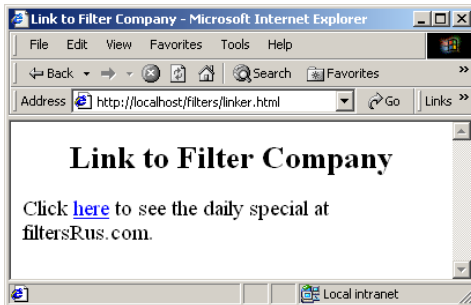 Link to Filter Company - Microsoft Internet Explorer
File Edit View Favorites Tools Help
Back Search Favorites »
Address http://localhost/filters/linker.html Go Links »
Link to Filter Company
Click here to see the daily special at
filtersRus.com.
Local intranet